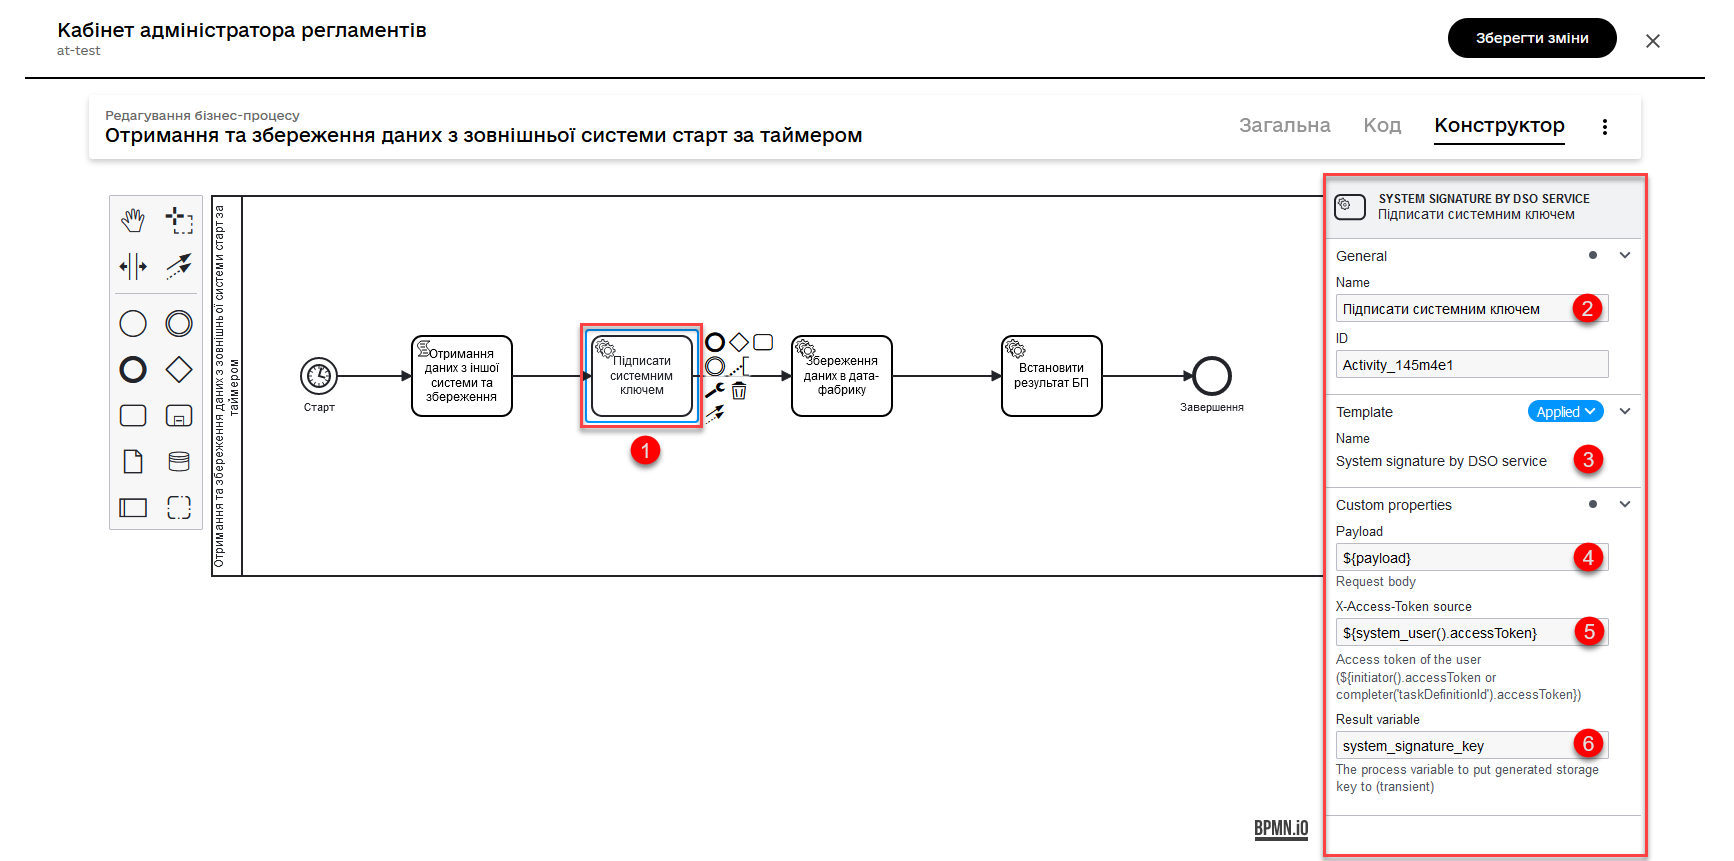 Кабінет адміністратора регламентів
at-test
Зберегти зміни
Редагування бізнес-процесу
Отримання та збереження даних з зовнішньої системи старт за таймером
Загальна
Код
Конструктор
Отримання та збереження даних з зовнішньої системи старт за
таймером
Старт
Отримання
даних з іншої
системи та
збереження
Підписати
системним
ключем
1
Збереження
даних в дата-
фабрику
Встановити
результат БП
Завершення
BPMN.iO
SYSTEM SIGNATURE BY DSO SERVICE
Підписати системним ключем
General
Name
Підписати системним ключем
2
ID
Activity_145m4e1
Template
Applied
Name
System signature by DSO service
3
Custom properties
Payload
${payload}
4
Request body
X-Access-Token source
${system_user().accessToken}
5
Access token of the user
(${initiator().accessToken or
completer('taskDefinitionId').accessToken})
Result variable
system_signature_key
6
The process variable to put generated storage
key to (transient)